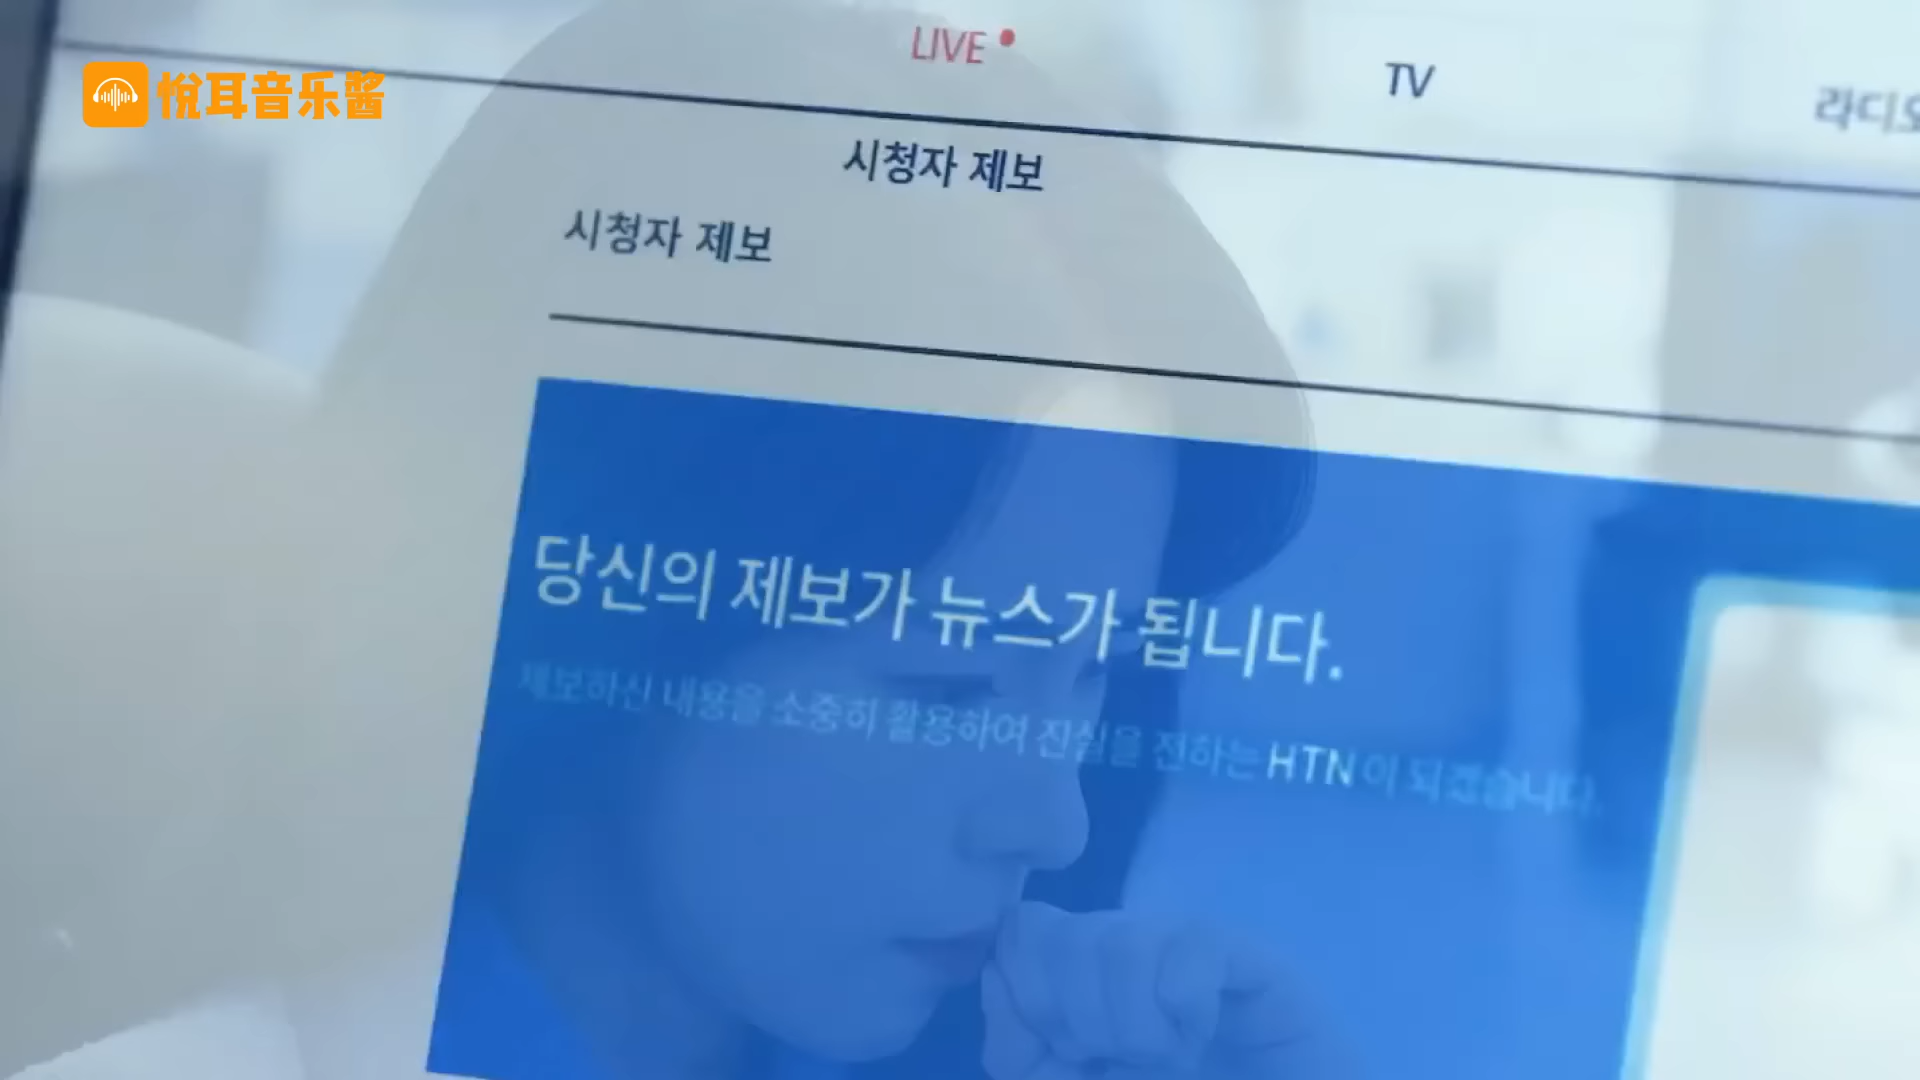 悦耳音乐酱
LIVE
TV
라디오
시청자 제보
시청자 제보
당신의 제보가 뉴스가 됩니다.
제보하신 내용을 소중히 활용하여 진실을 전하는 HTN이 되겠습니다.